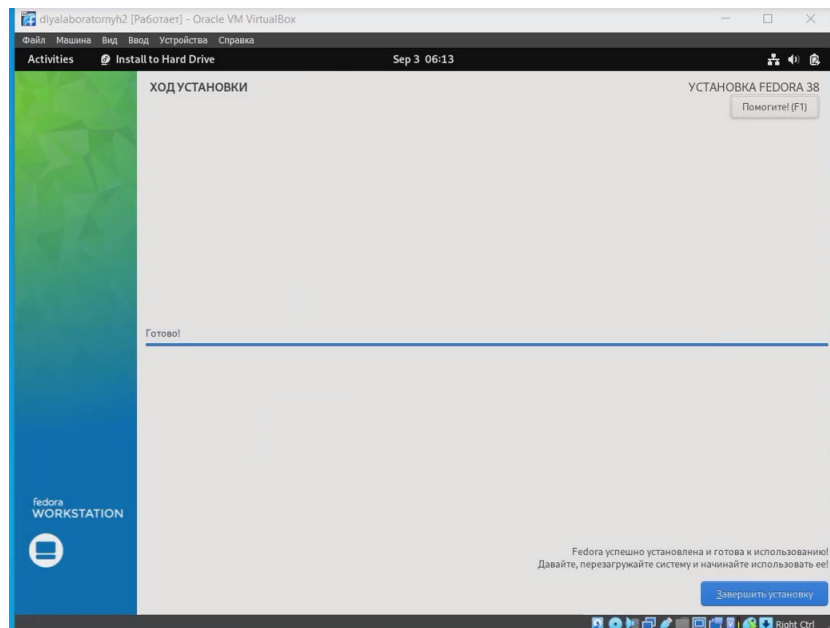 dlyalaboratornyh2 [Работает] - Oracle VM VirtualBox
Файл Машина Вид Ввод Устройства Справка
Activities Install to Hard Drive Sep 3 06:13
ХОД УСТАНОВКИ
УСТАНОВКА FEDORA 38
Помогите! (F1)
Готово!
fedora
WORKSTATION
Fedora успешно установлена и готова к использованию!
Давайте, перезагружайте систему и начинайте использовать ее!
Завершить установку
Right Ctrl